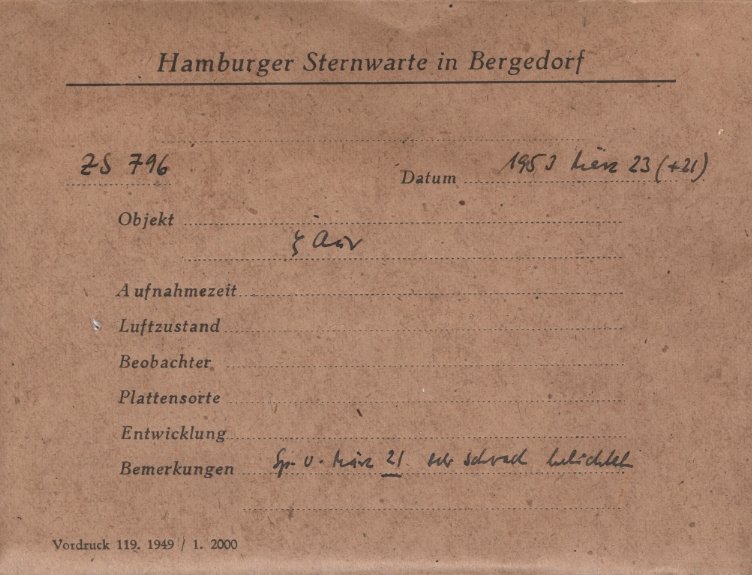 Hamburger Sternwarte in Bergedorf
ZS 796
Datum 1953 März 23 (+21)
Objekt
ζ Aur
Aufnahmezeit
Luftzustand
Beobachter
Plattensorte
Entwicklung
Bemerkungen Sp. v. März 21 sehr schwach belichtet
Vordruck 119. 1949 / 1. 2000